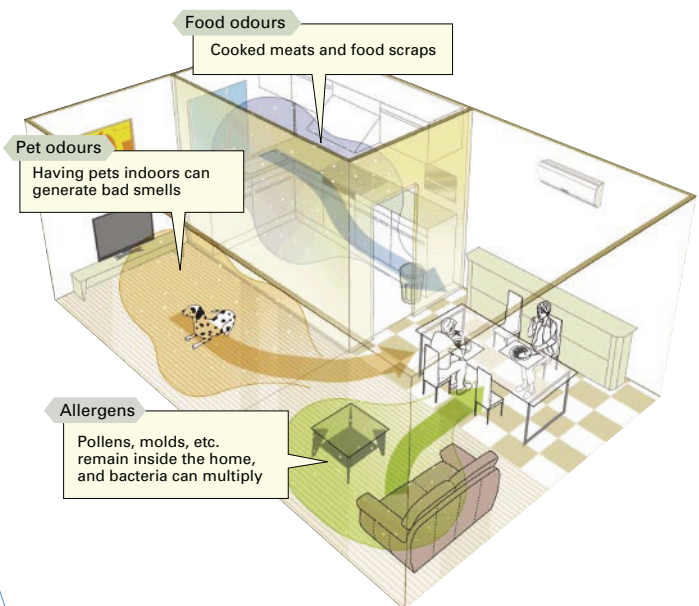 Food odours
Cooked meats and food scraps
Pet odours
Having pets indoors can
generate bad smells
Allergens
Pollens, molds, etc.
remain inside the home,
and bacteria can multiply